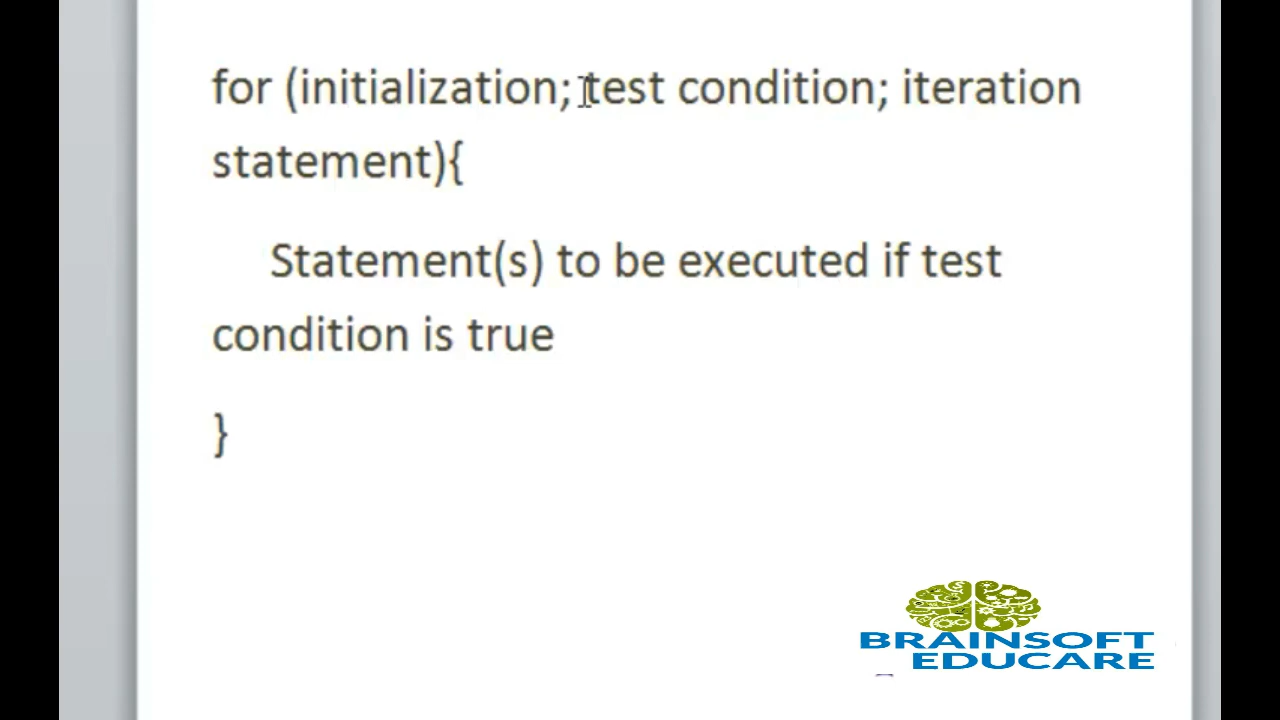 for (initialization; test condition; iteration
statement){
Statement(s) to be executed if test
condition is true
}
BRAINSOFT
EDUCARE